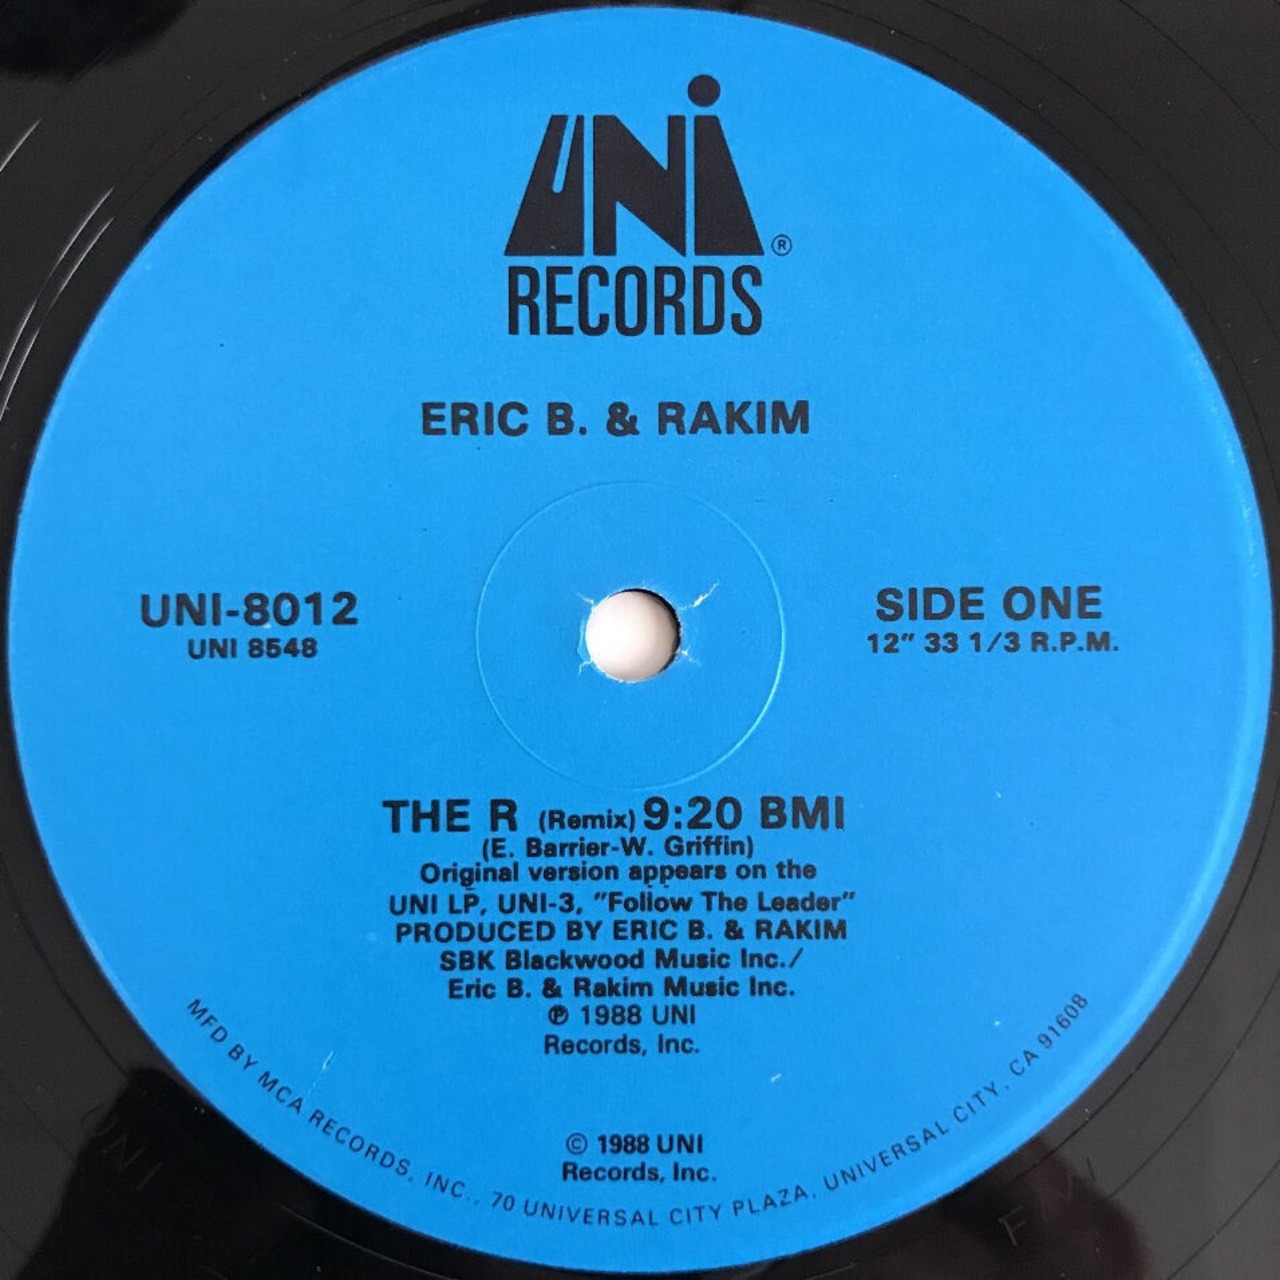 UNi®
RECORDS
ERIC B. & RAKIM
UNI-8012
UNI 8548
SIDE ONE
12" 33 1/3 R.P.M.
THE R (Remix) 9:20 BMI
(E. Barrier-W. Griffin)
Original version appears on the
UNI LP, UNI-3, "Follow The Leader"
PRODUCED BY ERIC B. & RAKIM
SBK Blackwood Music Inc./
Eric B. & Rakim Music Inc.
℗ 1988 UNI
Records, Inc.
© 1988 UNI
Records, Inc.
MFD BY MCA RECORDS, INC., 70 UNIVERSAL CITY PLAZA, UNIVERSAL CITY, CA 91608